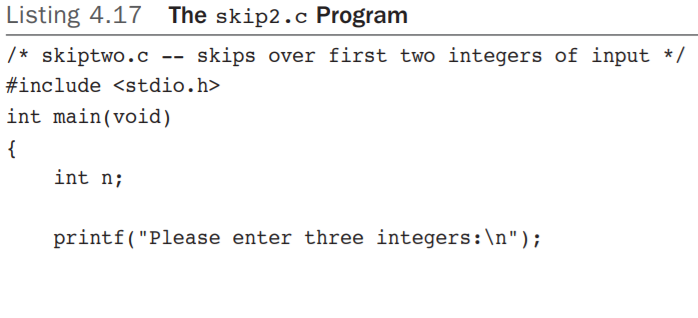 Listing 4.17 The skip2.c Program
/* skiptwo.c -- skips over first two integers of input */
#include <stdio.h>
int main(void)
{
    int n;
    printf("Please enter three integers:\n");